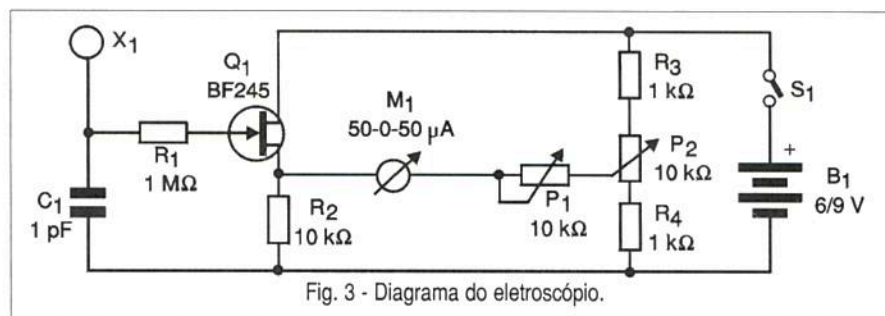 X1
Q1
BF245
M1
50-0-50 µA
R1
1 MΩ
C1
1 pF
R2
10 kΩ
P1
10 kΩ
R3
1 kΩ
P2
10 kΩ
R4
1 kΩ
S1
+
B1
6/9 V
Fig. 3 - Diagrama do eletroscópio.